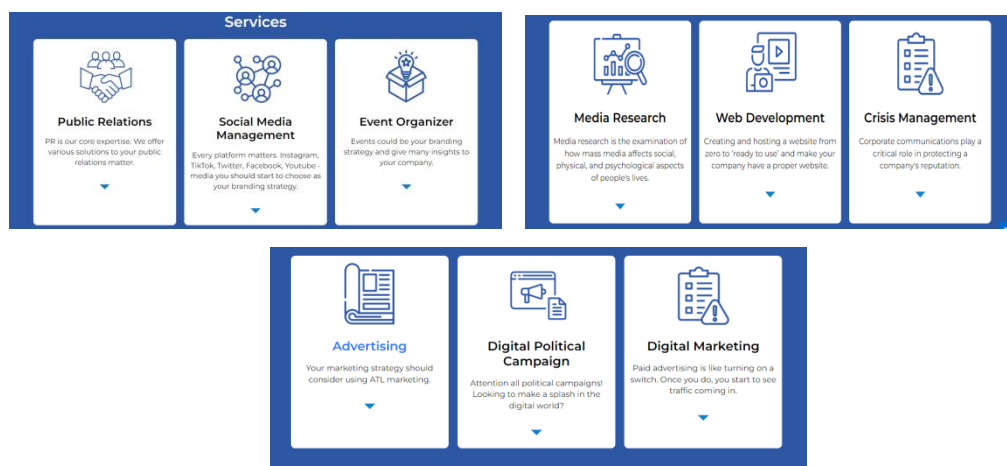 Services
Public Relations
PR is our core expertise. We offer
various solutions to your public
relations matter.
Social Media
Management
Every platform matters. Instagram,
TikTok, Twitter, Facebook, Youtube -
media you should start to choose as
your branding strategy.
Event Organizer
Events could be your branding
strategy and give many insights to
your company.
Media Research
Media research is the examination of
how mass media affects social,
physical, and psychological aspects
of people's lives.
Web Development
Creating and hosting a website from
zero to 'ready to use' and make your
company have a proper website.
Crisis Management
Corporate communications play a
critical role in protecting a
company's reputation.
Advertising
Your marketing strategy should
consider using ATL marketing.
Digital Political
Campaign
Attention all political campaigns!
Looking to make a splash in the
digital world?
Digital Marketing
Paid advertising is like turning on a
switch. Once you do, you start to see
traffic coming in.